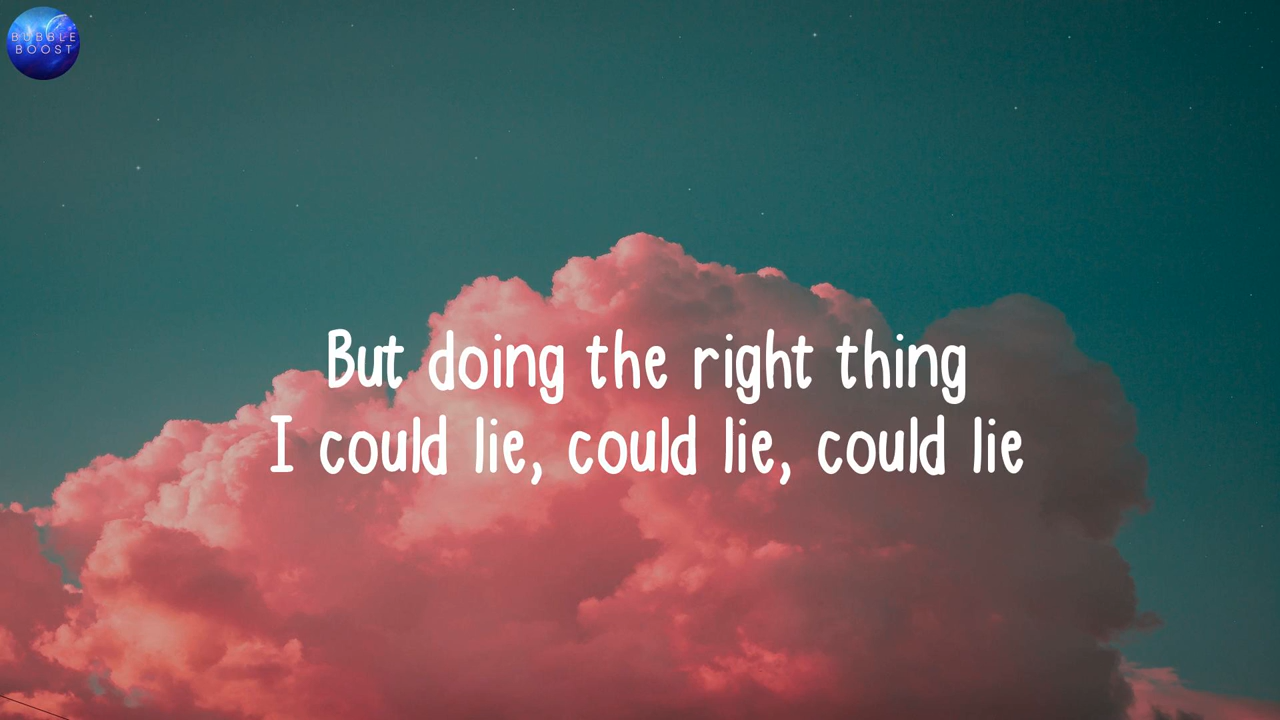 BUBBLE
BOOST
But doing the right thing
I could lie, could lie, could lie